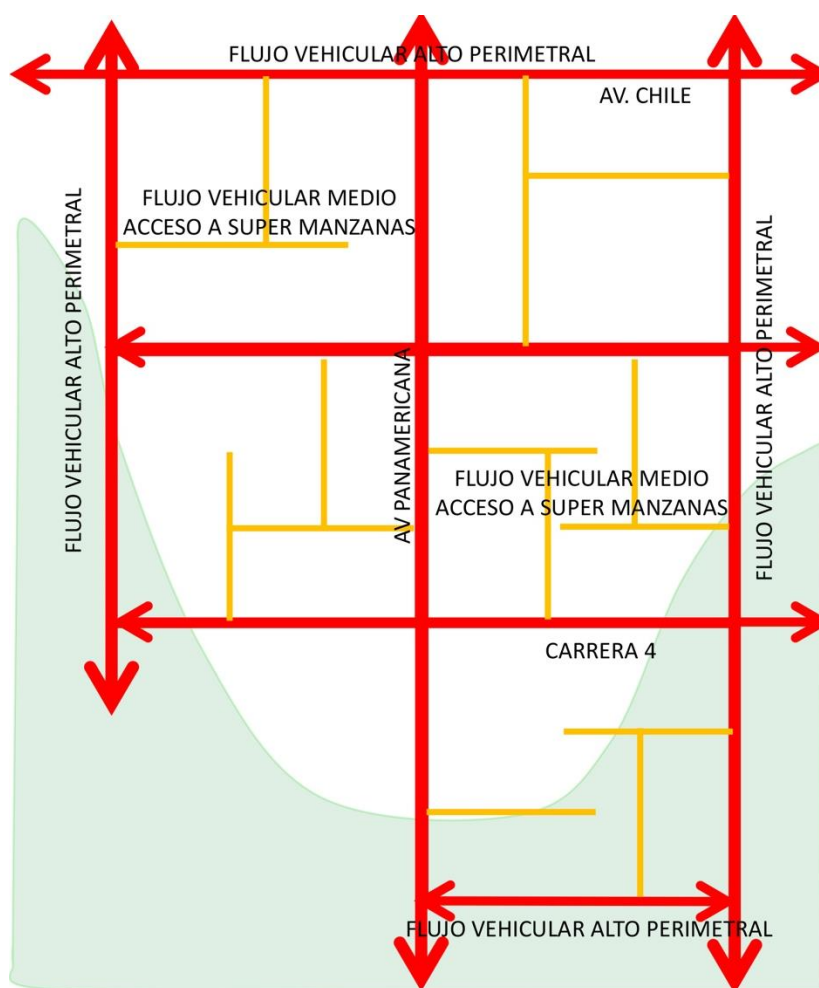 FLUJO VEHICULAR ALTO PERIMETRAL
AV. CHILE
FLUJO VEHICULAR MEDIO
ACCESO A SUPER MANZANAS
FLUJO VEHICULAR ALTO PERIMETRAL
AV PANAMERICANA
FLUJO VEHICULAR ALTO PERIMETRAL
FLUJO VEHICULAR MEDIO
ACCESO A SUPER MANZANAS
CARRERA 4
FLUJO VEHICULAR ALTO PERIMETRAL